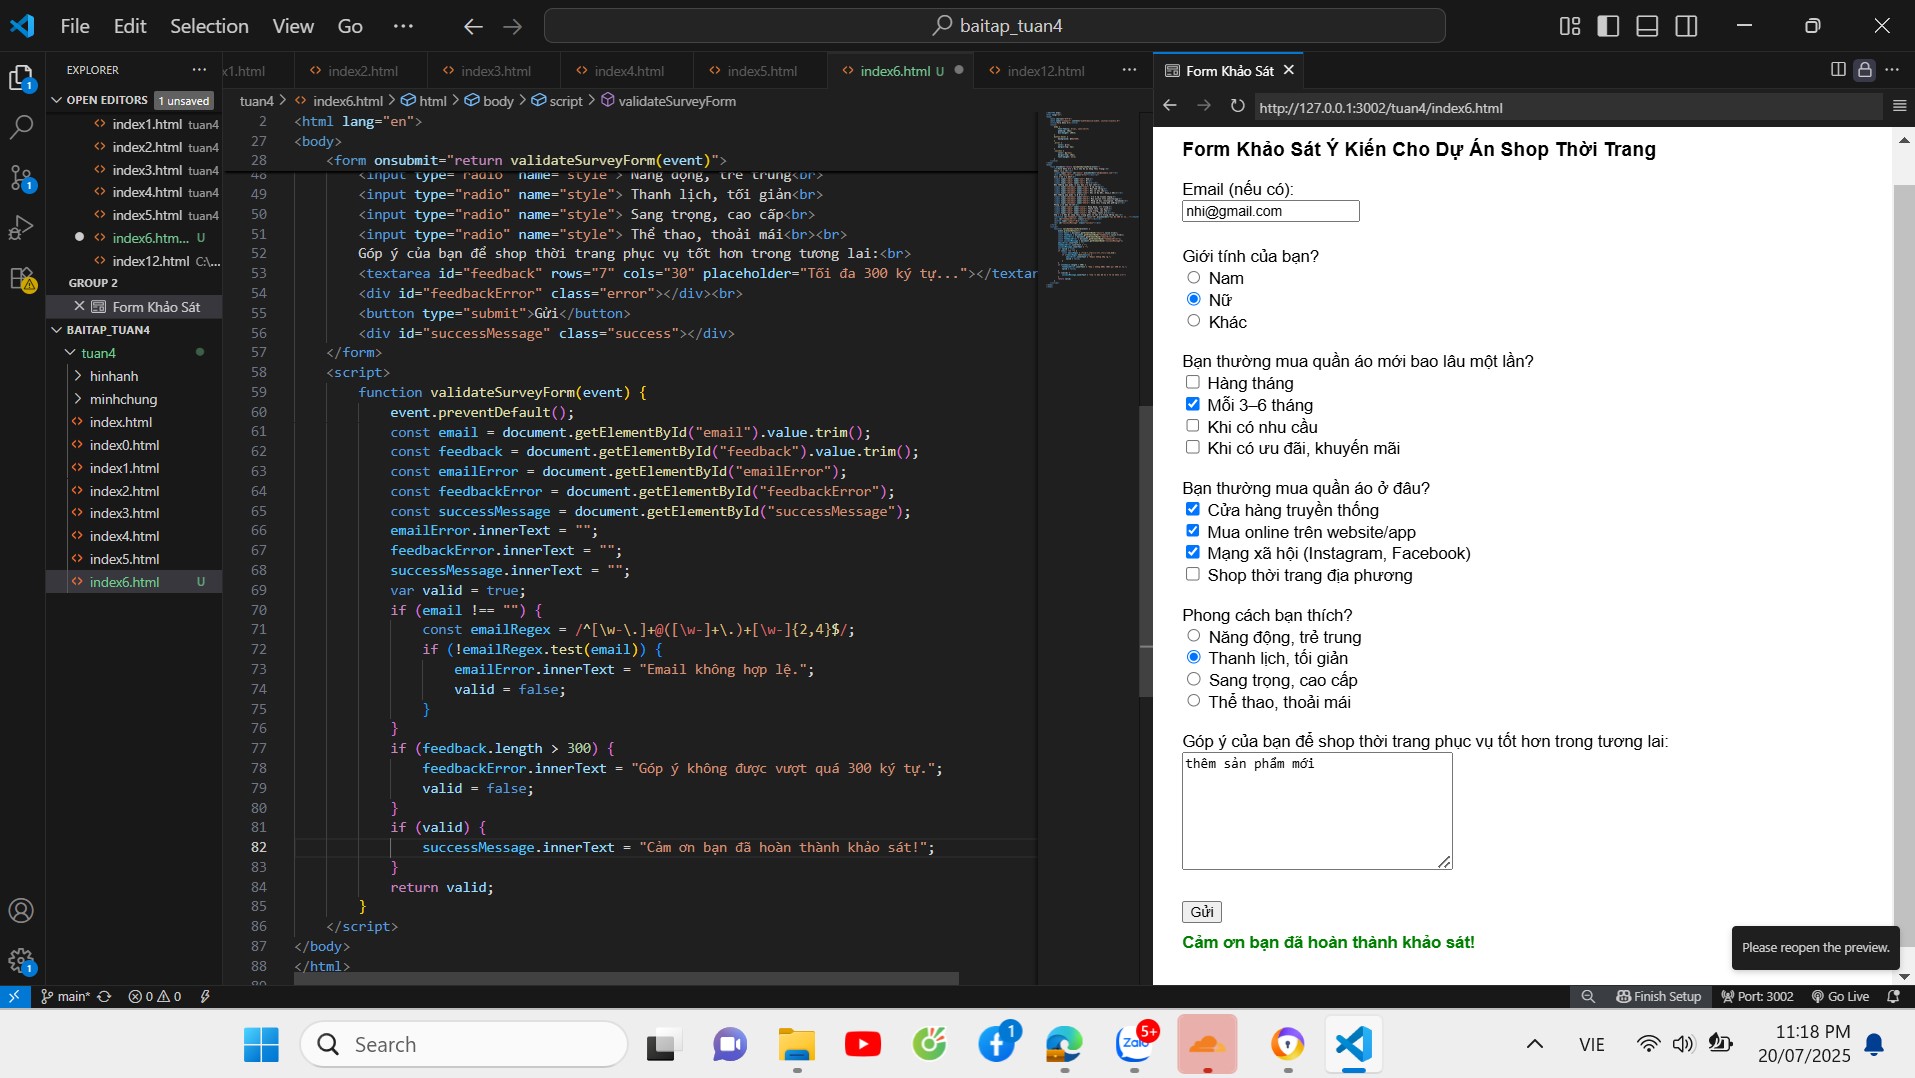 File Edit Selection View Go ···
baitap_tuan4
EXPLORER ···
OPEN EDITORS 1 unsaved
index1.html tuan4
index2.html tuan4
index3.html tuan4
index4.html tuan4
index5.html tuan4
index6.htm... U
index12.html C:\...
GROUP 2
Form Khảo Sát
BAITAP_TUAN4
tuan4
hinhanh
minhchung
index.html
index0.html
index1.html
index2.html
index3.html
index4.html
index5.html
index6.html U
x1.html index2.html index3.html index4.html index5.html index6.html U index12.html ···
tuan4 > index6.html > html > body > script > validateSurveyForm
2 <html lang="en">
27 <body>
28 <form onsubmit="return validateSurveyForm(event)">
48 <input type="radio" name="style"> Năng động, trẻ trung<br>
49 <input type="radio" name="style"> Thanh lịch, tối giản<br>
50 <input type="radio" name="style"> Sang trọng, cao cấp<br>
51 <input type="radio" name="style"> Thể thao, thoải mái<br><br>
52 Góp ý của bạn để shop thời trang phục vụ tốt hơn trong tương lai:<br>
53 <textarea id="feedback" rows="7" cols="30" placeholder="Tối đa 300 ký tự..."></textar
54 <div id="feedbackError" class="error"></div><br>
55 <button type="submit">Gửi</button>
56 <div id="successMessage" class="success"></div>
57 </form>
58 <script>
59 function validateSurveyForm(event) {
60 event.preventDefault();
61 const email = document.getElementById("email").value.trim();
62 const feedback = document.getElementById("feedback").value.trim();
63 const emailError = document.getElementById("emailError");
64 const feedbackError = document.getElementById("feedbackError");
65 const successMessage = document.getElementById("successMessage");
66 emailError.innerText = "";
67 feedbackError.innerText = "";
68 successMessage.innerText = "";
69 var valid = true;
70 if (email !== "") {
71 const emailRegex = /^[\w-\.]+@([\w-]+\.)+[\w-]{2,4}$/;
72 if (!emailRegex.test(email)) {
73 emailError.innerText = "Email không hợp lệ.";
74 valid = false;
75 }
76 }
77 if (feedback.length > 300) {
78 feedbackError.innerText = "Góp ý không được vượt quá 300 ký tự.";
79 valid = false;
80 }
81 if (valid) {
82 successMessage.innerText = "Cảm ơn bạn đã hoàn thành khảo sát!";
83 }
84 return valid;
85 }
86 </script>
87 </body>
88 </html>
Form Khảo Sát
http://127.0.0.1:3002/tuan4/index6.html
Form Khảo Sát Ý Kiến Cho Dự Án Shop Thời Trang
Email (nếu có):
nhi@gmail.com
Giới tính của bạn?
Nam
Nữ
Khác
Bạn thường mua quần áo mới bao lâu một lần?
Hàng tháng
Mỗi 3–6 tháng
Khi có nhu cầu
Khi có ưu đãi, khuyến mãi
Bạn thường mua quần áo ở đâu?
Cửa hàng truyền thống
Mua online trên website/app
Mạng xã hội (Instagram, Facebook)
Shop thời trang địa phương
Phong cách bạn thích?
Năng động, trẻ trung
Thanh lịch, tối giản
Sang trọng, cao cấp
Thể thao, thoải mái
Góp ý của bạn để shop thời trang phục vụ tốt hơn trong tương lai:
thêm sản phẩm mới
Gửi
Cảm ơn bạn đã hoàn thành khảo sát!
Please reopen the preview.
main* 0 0 Finish Setup Port: 3002 Go Live
Search 1 Zalo 5+ VIE 11:18 PM
20/07/2025